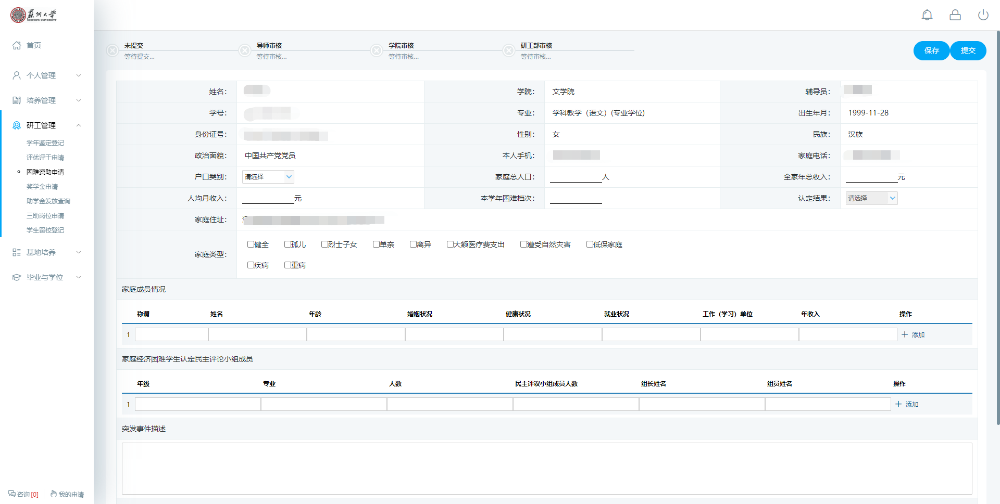 蘇州大学
SOOCHOW UNIVERSITY
首页
个人管理
培养管理
研工管理
学年鉴定登记
评优评干申请
困难资助申请
奖学金申请
助学金发放查询
三助岗位申请
学生留校登记
基地培养
毕业与学位
咨询[0] 我的申请
未提交 导师审核 学院审核 研工部审核
等待提交... 等待审核... 等待审核... 等待审核...
保存 提交
姓名： 学院： 文学院 辅导员：
学号： 专业： 学科教学（语文）(专业学位) 出生年月： 1999-11-28
身份证号： 性别： 女 民族： 汉族
政治面貌： 中国共产党党员 本人手机： 家庭电话：
户口类别： 请选择 家庭总人口： 人 全家年总收入： 元
人均月收入： 元 本学年困难档次： 认定结果： 请选择
家庭住址：
家庭类型： 健全 孤儿 烈士子女 单亲 离异 大额医疗费支出 遭受自然灾害 低保家庭
疾病 重病
家庭成员情况
称谓 姓名 年龄 婚姻状况 健康状况 就业状况 工作（学习）单位 年收入 操作
1 添加
家庭经济困难学生认定民主评论小组成员
年级 专业 人数 民主评议小组成员人数 组长姓名 组员姓名 操作
1 添加
突发事件描述